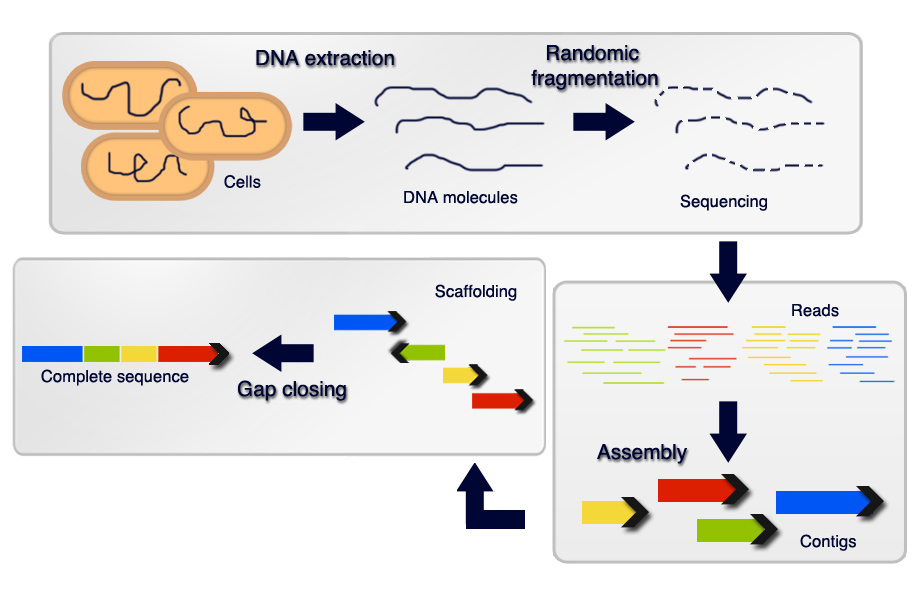 DNA extraction
Randomic
fragmentation
Cells
DNA molecules
Sequencing
Reads
Assembly
Contigs
Scaffolding
Gap closing
Complete sequence